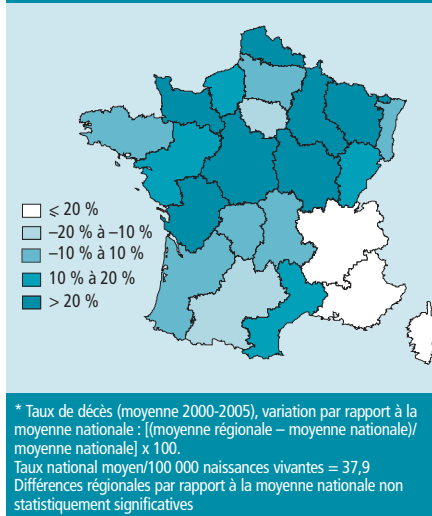 ⩽ 20 %
–20 % à –10 %
–10 % à 10 %
10 % à 20 %
> 20 %
* Taux de décès (moyenne 2000-2005), variation par rapport à la
moyenne nationale : [(moyenne régionale – moyenne nationale)/
moyenne nationale] x 100.
Taux national moyen/100 000 naissances vivantes = 37,9
Différences régionales par rapport à la moyenne nationale non
statistiquement significatives